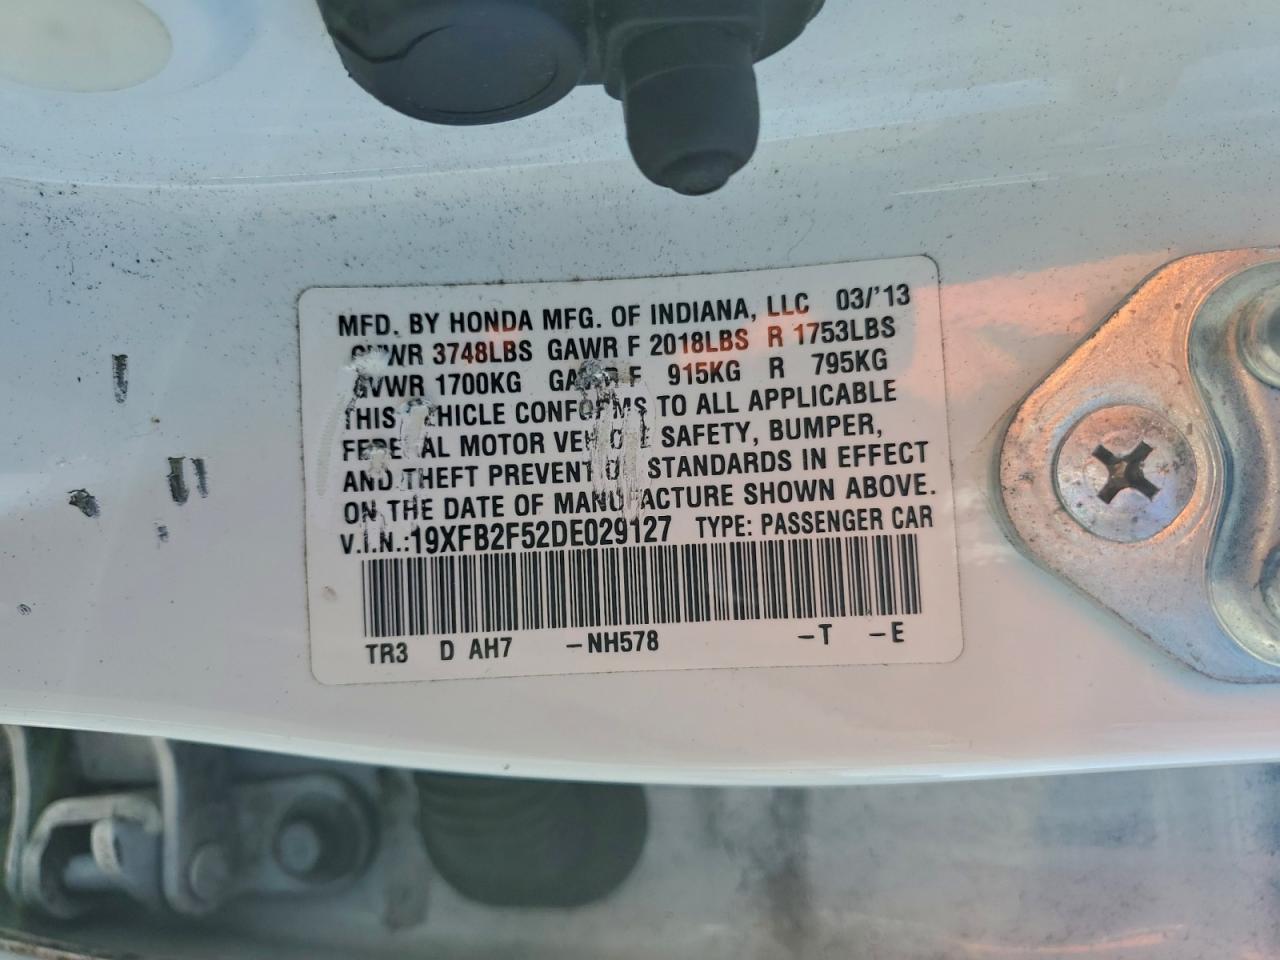 MFD. BY HONDA MFG. OF INDIANA, LLC 03/'13
GVWR 3748LBS GAWR F 2018LBS R 1753LBS
GVWR 1700KG GAWR F 915KG R 795KG
THIS VEHICLE CONFORMS TO ALL APPLICABLE
FEDERAL MOTOR VEHICLE SAFETY, BUMPER,
AND THEFT PREVENTION STANDARDS IN EFFECT
ON THE DATE OF MANUFACTURE SHOWN ABOVE.
V.I.N.:19XFB2F52DE029127 TYPE: PASSENGER CAR
TR3 D AH7 -NH578 -T -E